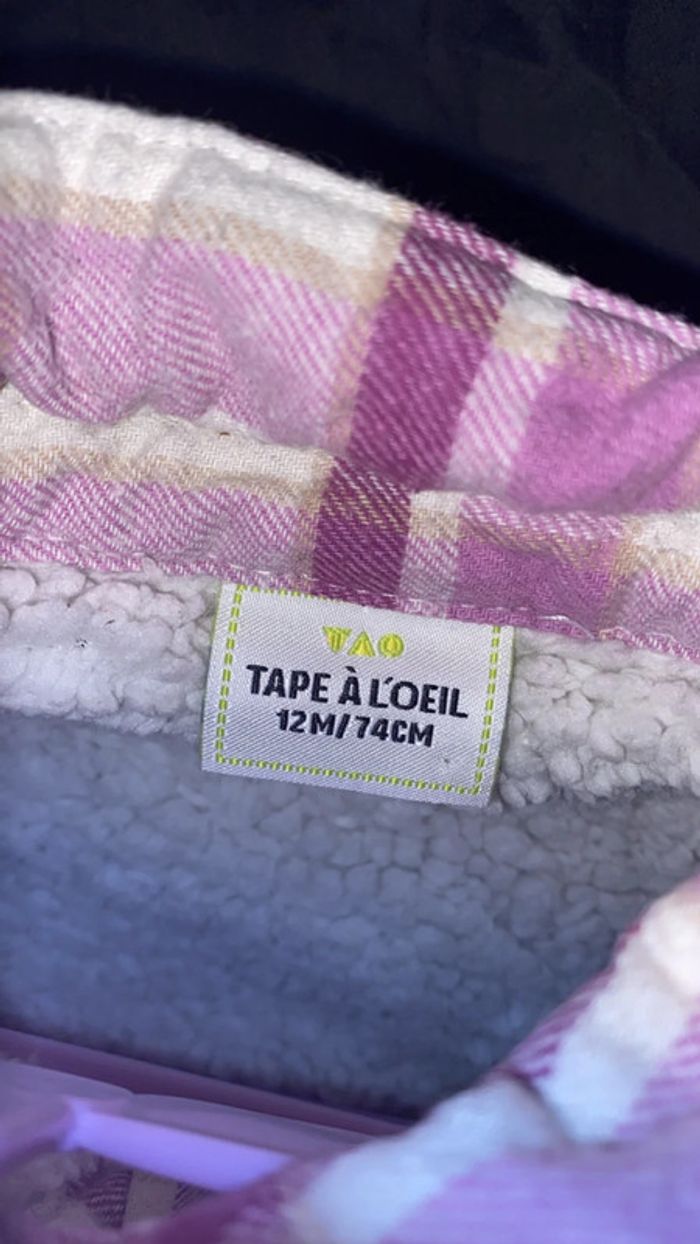 TAO
TAPE À L'OEIL
12M/74CM